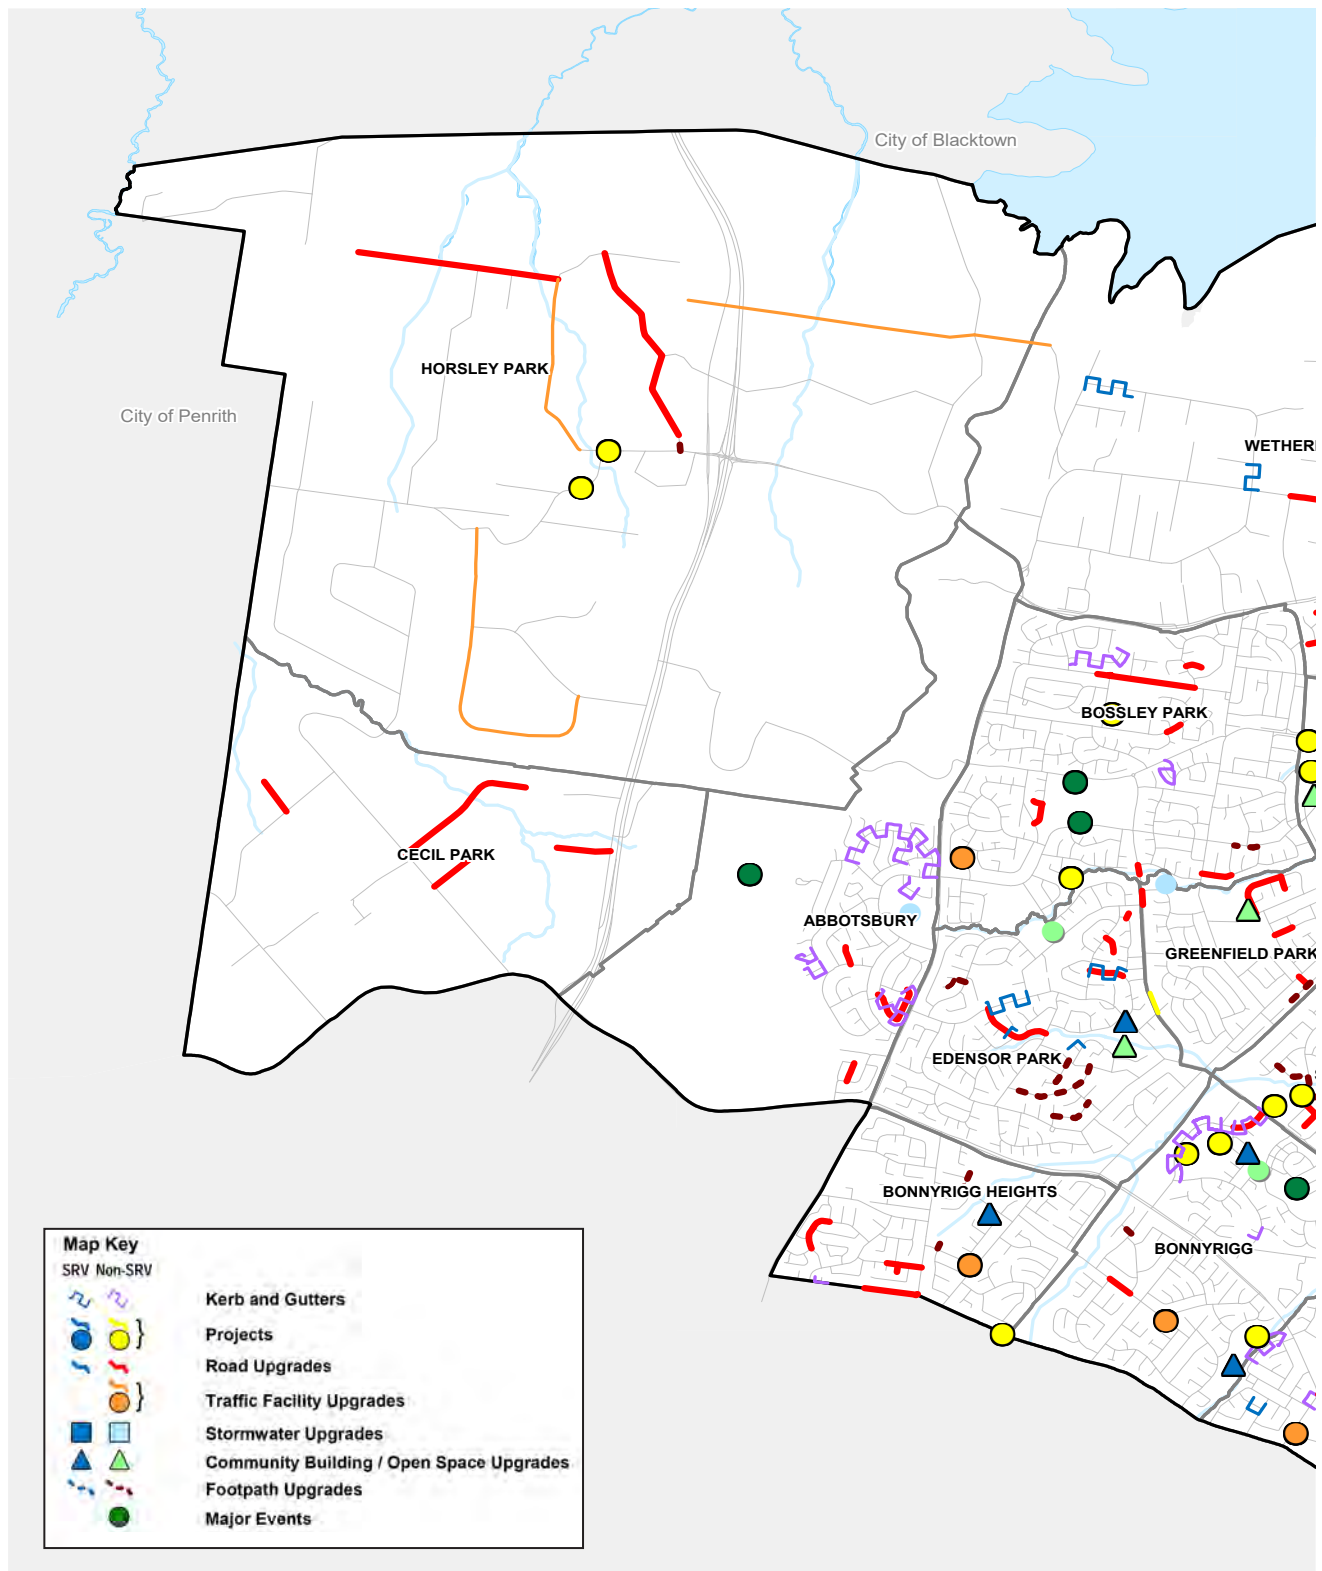 City of Blacktown
HORSLEY PARK
City of Penrith
WETHER
BOSSLEY PARK
CECIL PARK
ABBOTSBURY
GREENFIELD PARK
EDENSOR PARK
BONNYRIGG HEIGHTS
BONNYRIGG
Map Key
SRV Non-SRV
Kerb and Gutters
Projects
Road Upgrades
Traffic Facility Upgrades
Stormwater Upgrades
Community Building / Open Space Upgrades
Footpath Upgrades
Major Events